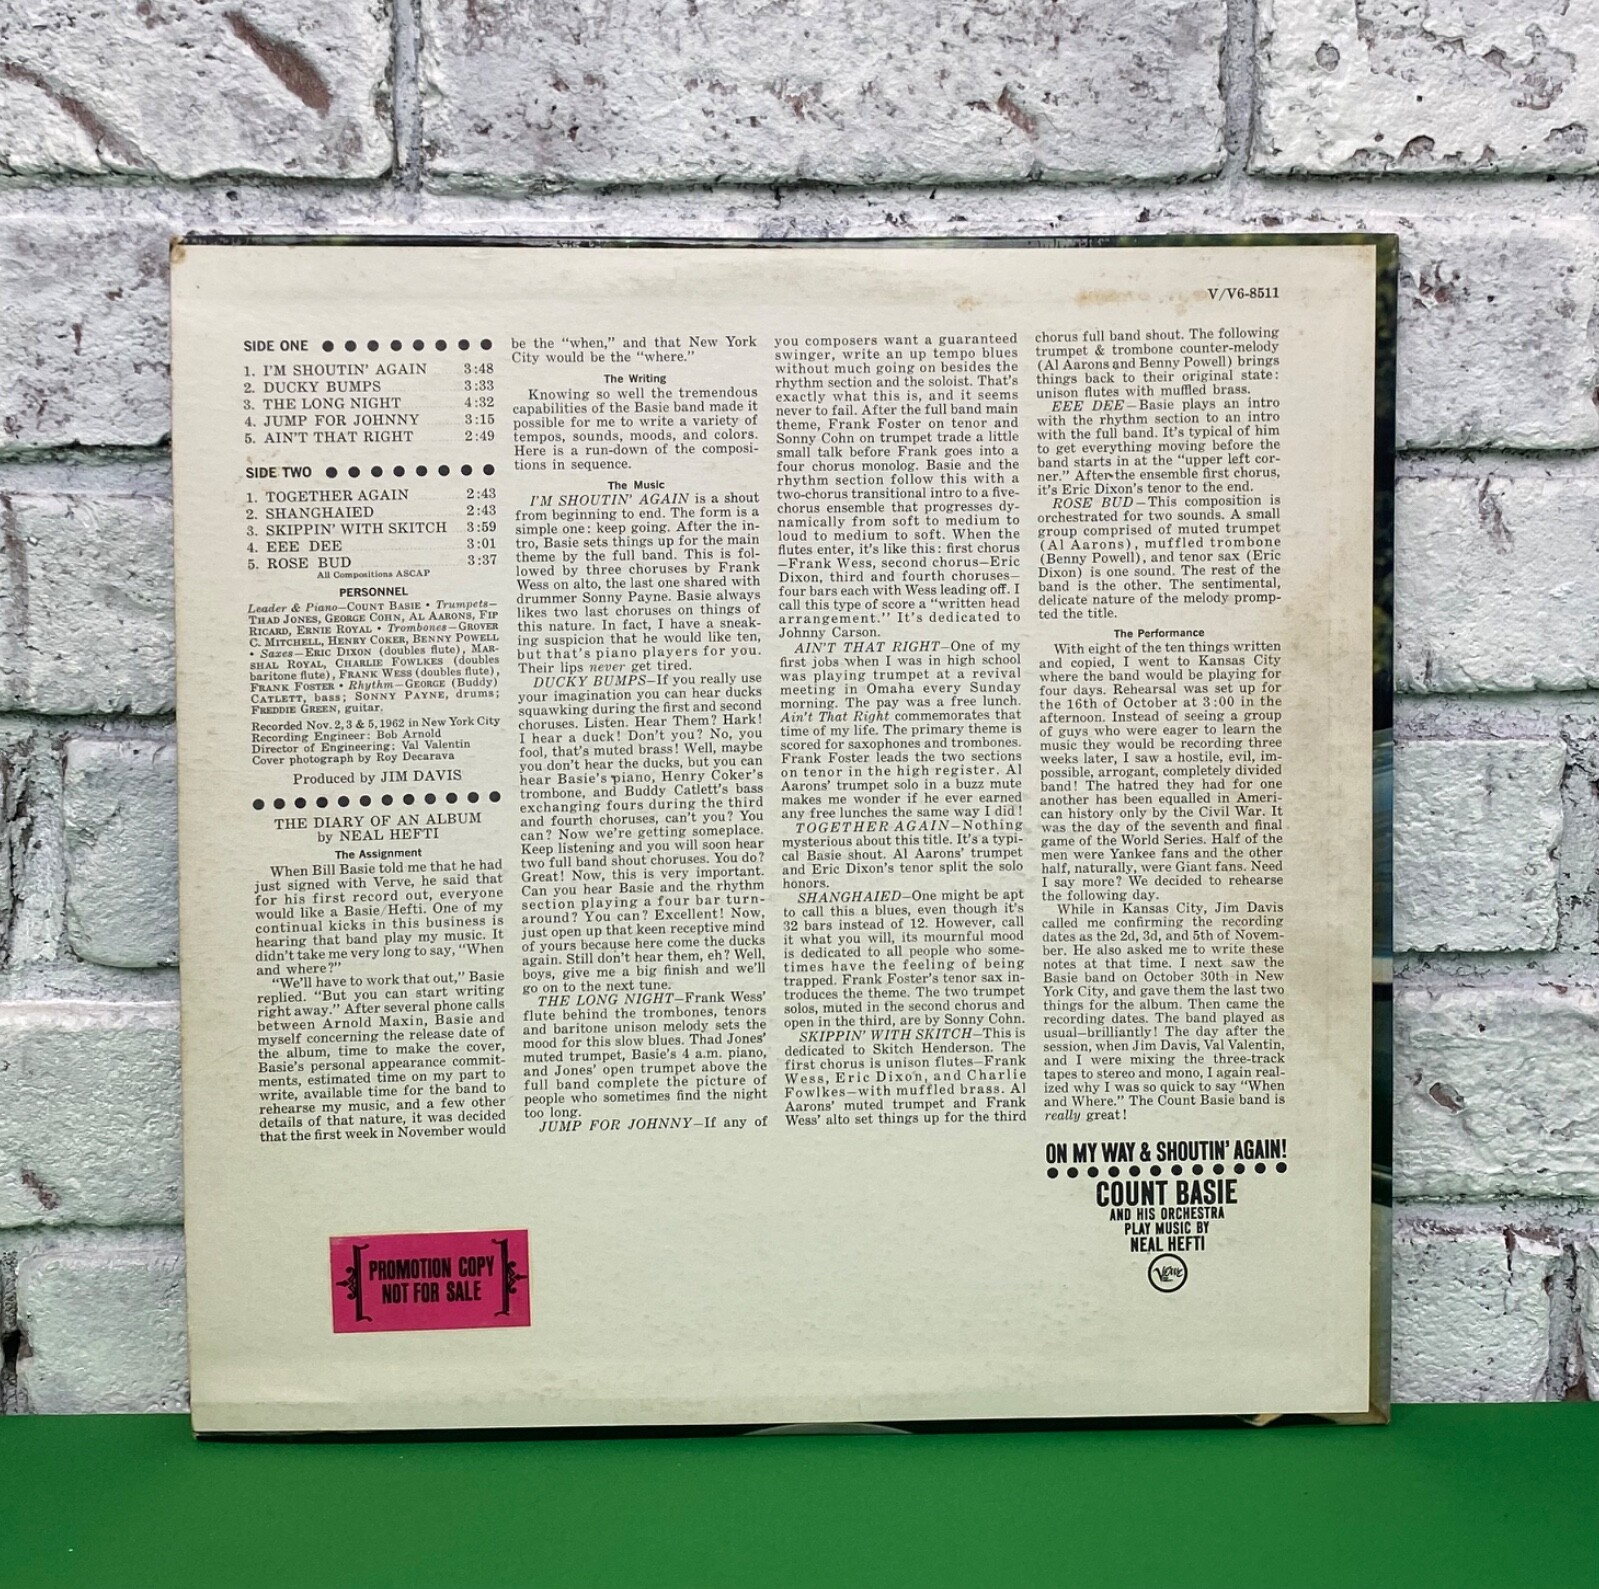 V/V6-8511
SIDE ONE
1. I'M SHOUTIN' AGAIN 3:48
2. DUCKY BUMPS 3:33
3. THE LONG NIGHT 4:32
4. JUMP FOR JOHNNY 3:15
5. AIN'T THAT RIGHT 2:49
SIDE TWO
1. TOGETHER AGAIN 2:43
2. SHANGHAIED 2:43
3. SKIPPIN' WITH SKITCH 3:59
4. EEE DEE 3:01
5. ROSE BUD 3:37
All Compositions ASCAP
PERSONNEL
Leader & Piano—COUNT BASIE • Trumpets—
THAD JONES, GEORGE COHN, AL AARONS, FIP
RICARD, ERNIE ROYAL • Trombones—GROVER
C. MITCHELL, HENRY COKER, BENNY POWELL
• Saxes—ERIC DIXON (doubles flute), MAR-
SHAL ROYAL, CHARLIE FOWLKES (doubles
baritone flute), FRANK WESS (doubles flute),
FRANK FOSTER • Rhythm—GEORGE (Buddy)
CATLETT, bass; SONNY PAYNE, drums;
FREDDIE GREEN, guitar.
Recorded Nov. 2, 3 & 5, 1962 in New York City
Recording Engineer: Bob Arnold
Director of Engineering: Val Valentin
Cover photograph by Roy Decarava
Produced by JIM DAVIS
THE DIARY OF AN ALBUM
by NEAL HEFTI
The Assignment
When Bill Basie told me that he had
just signed with Verve, he said that
for his first record out, everyone
would like a Basie/Hefti. One of my
continual kicks in this business is
hearing that band play my music. It
didn't take me very long to say, "When
and where?"
"We'll have to work that out," Basie
replied. "But you can start writing
right away." After several phone calls
between Arnold Maxin, Basie and
myself concerning the release date of
the album, time to make the cover,
Basie's personal appearance commit-
ments, estimated time on my part to
write, available time for the band to
rehearse my music, and a few other
details of that nature, it was decided
that the first week in November would
be the "when," and that New York
City would be the "where."
The Writing
Knowing so well the tremendous
capabilities of the Basie band made it
possible for me to write a variety of
tempos, sounds, moods, and colors.
Here is a run-down of the composi-
tions in sequence.
The Music
I'M SHOUTIN' AGAIN is a shout
from beginning to end. The form is a
simple one: keep going. After the in-
tro, Basie sets things up for the main
theme by the full band. This is fol-
lowed by three choruses by Frank
Wess on alto, the last one shared with
drummer Sonny Payne. Basie always
likes two last choruses on things of
this nature. In fact, I have a sneak-
ing suspicion that he would like ten,
but that's piano players for you.
Their lips never get tired.
DUCKY BUMPS—If you really use
your imagination you can hear ducks
squawking during the first and second
choruses. Listen. Hear Them? Hark!
I hear a duck! Don't you? No, you
fool, that's muted brass! Well, maybe
you don't hear the ducks, but you can
hear Basie's piano, Henry Coker's
trombone, and Buddy Catlett's bass
exchanging fours during the third
and fourth choruses, can't you? You
can? Now we're getting someplace.
Keep listening and you will soon hear
two full band shout choruses. You do?
Great! Now, this is very important.
Can you hear Basie and the rhythm
section playing a four bar turn-
around? You can? Excellent! Now,
just open up that keen receptive mind
of yours because here come the ducks
again. Still don't hear them, eh? Well,
boys, give me a big finish and we'll
go on to the next tune.
THE LONG NIGHT—Frank Wess'
flute behind the trombones, tenors
and baritone unison melody sets the
mood for this slow blues. Thad Jones'
muted trumpet, Basie's 4 a.m. piano,
and Jones' open trumpet above the
full band complete the picture of
people who sometimes find the night
too long.
JUMP FOR JOHNNY—If any of
you composers want a guaranteed
swinger, write an up tempo blues
without much going on besides the
rhythm section and the soloist. That's
exactly what this is, and it seems
never to fail. After the full band main
theme, Frank Foster on tenor and
Sonny Cohn on trumpet trade a little
small talk before Frank goes into a
four chorus monolog. Basie and the
rhythm section follow this with a
two-chorus transitional intro to a five-
chorus ensemble that progresses dy-
namically from soft to medium to
loud to medium to soft. When the
flutes enter, it's like this: first chorus
—Frank Wess, second chorus—Eric
Dixon, third and fourth choruses—
four bars each with Wess leading off. I
call this type of score a "written head
arrangement." It's dedicated to
Johnny Carson.
AIN'T THAT RIGHT—One of my
first jobs when I was in high school
was playing trumpet at a revival
meeting in Omaha every Sunday
morning. The pay was a free lunch.
Ain't That Right commemorates that
time of my life. The primary theme is
scored for saxophones and trombones.
Frank Foster leads the two sections
on tenor in the high register. Al
Aarons' trumpet solo in a buzz mute
makes me wonder if he ever earned
any free lunches the same way I did!
TOGETHER AGAIN—Nothing
mysterious about this title. It's a typi-
cal Basie shout. Al Aarons' trumpet
and Eric Dixon's tenor split the solo
honors.
SHANGHAIED—One might be apt
to call this a blues, even though it's
32 bars instead of 12. However, call
it what you will, its mournful mood
is dedicated to all people who some-
times have the feeling of being
trapped. Frank Foster's tenor sax in-
troduces the theme. The two trumpet
solos, muted in the second chorus and
open in the third, are by Sonny Cohn.
SKIPPIN' WITH SKITCH—This is
dedicated to Skitch Henderson. The
first chorus is unison flutes—Frank
Wess, Eric Dixon, and Charlie
Fowlkes—with muffled brass. Al
Aarons' muted trumpet and Frank
Wess' alto set things up for the third
chorus full band shout. The following
trumpet & trombone counter-melody
(Al Aarons and Benny Powell) brings
things back to their original state:
unison flutes with muffled brass.
EEE DEE—Basie plays an intro
with the rhythm section to an intro
with the full band. It's typical of him
to get everything moving before the
band starts in at the "upper left cor-
ner." After the ensemble first chorus,
it's Eric Dixon's tenor to the end.
ROSE BUD—This composition is
orchestrated for two sounds. A small
group comprised of muted trumpet
(Al Aarons), muffled trombone
(Benny Powell), and tenor sax (Eric
Dixon) is one sound. The rest of the
band is the other. The sentimental,
delicate nature of the melody promp-
ted the title.
The Performance
With eight of the ten things written
and copied, I went to Kansas City
where the band would be playing for
four days. Rehearsal was set up for
the 16th of October at 3:00 in the
afternoon. Instead of seeing a group
of guys who were eager to learn the
music they would be recording three
weeks later, I saw a hostile, evil, im-
possible, arrogant, completely divided
band! The hatred they had for one
another has been equalled in Ameri-
can history only by the Civil War. It
was the day of the seventh and final
game of the World Series. Half of the
men were Yankee fans and the other
half, naturally, were Giant fans. Need
I say more? We decided to rehearse
the following day.
While in Kansas City, Jim Davis
called me confirming the recording
dates as the 2d, 3d, and 5th of Novem-
ber. He also asked me to write these
notes at that time. I next saw the
Basie band on October 30th in New
York City, and gave them the last two
things for the album. Then came the
recording dates. The band played as
usual—brilliantly! The day after the
session, when Jim Davis, Val Valentin,
and I were mixing the three-track
tapes to stereo and mono, I again real-
ized why I was so quick to say "When
and Where." The Count Basie band is
really great!
ON MY WAY & SHOUTIN' AGAIN!
COUNT BASIE
AND HIS ORCHESTRA
PLAY MUSIC BY
NEAL HEFTI
Verve
PROMOTION COPY
NOT FOR SALE